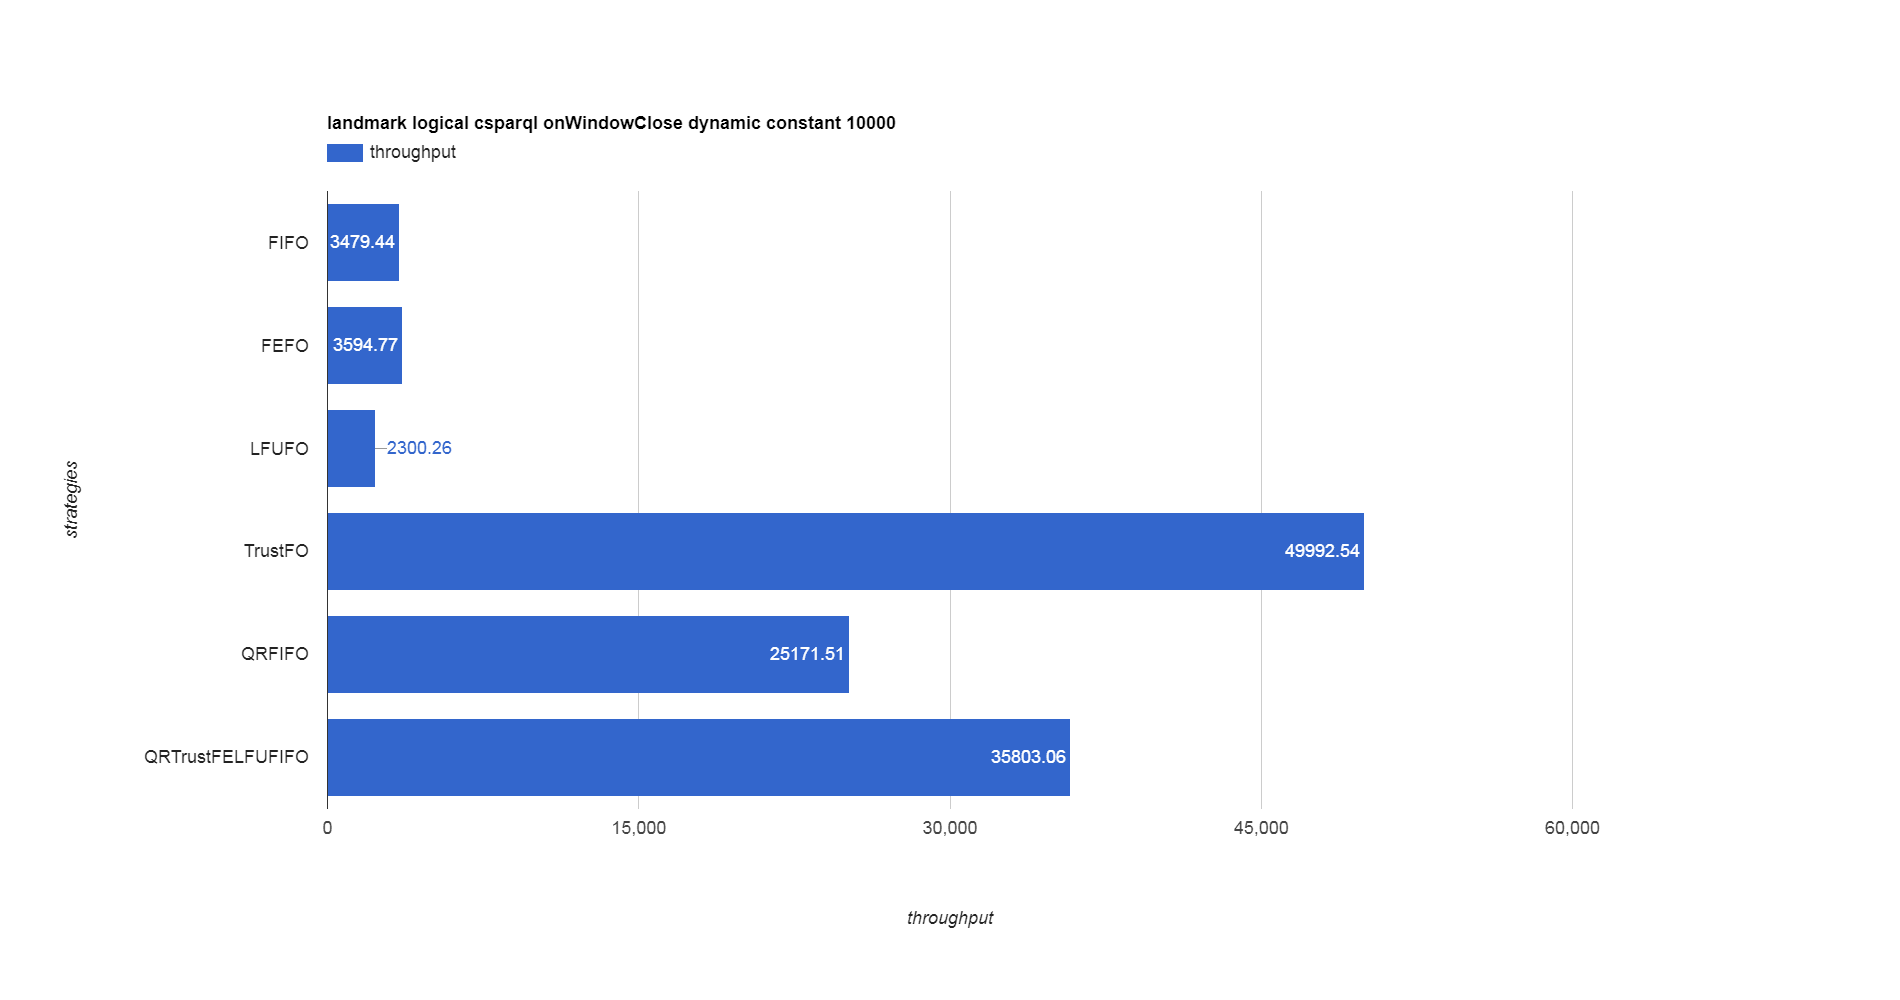 landmark logical csparql onWindowClose dynamic constant 10000
throughput
FIFO 3479.44
FEFO 3594.77
LFUFO 2300.26
TrustFO 49992.54
QRFIFO 25171.51
QRTrustFELFUFIFO 35803.06
strategies
0 15,000 30,000 45,000 60,000
throughput